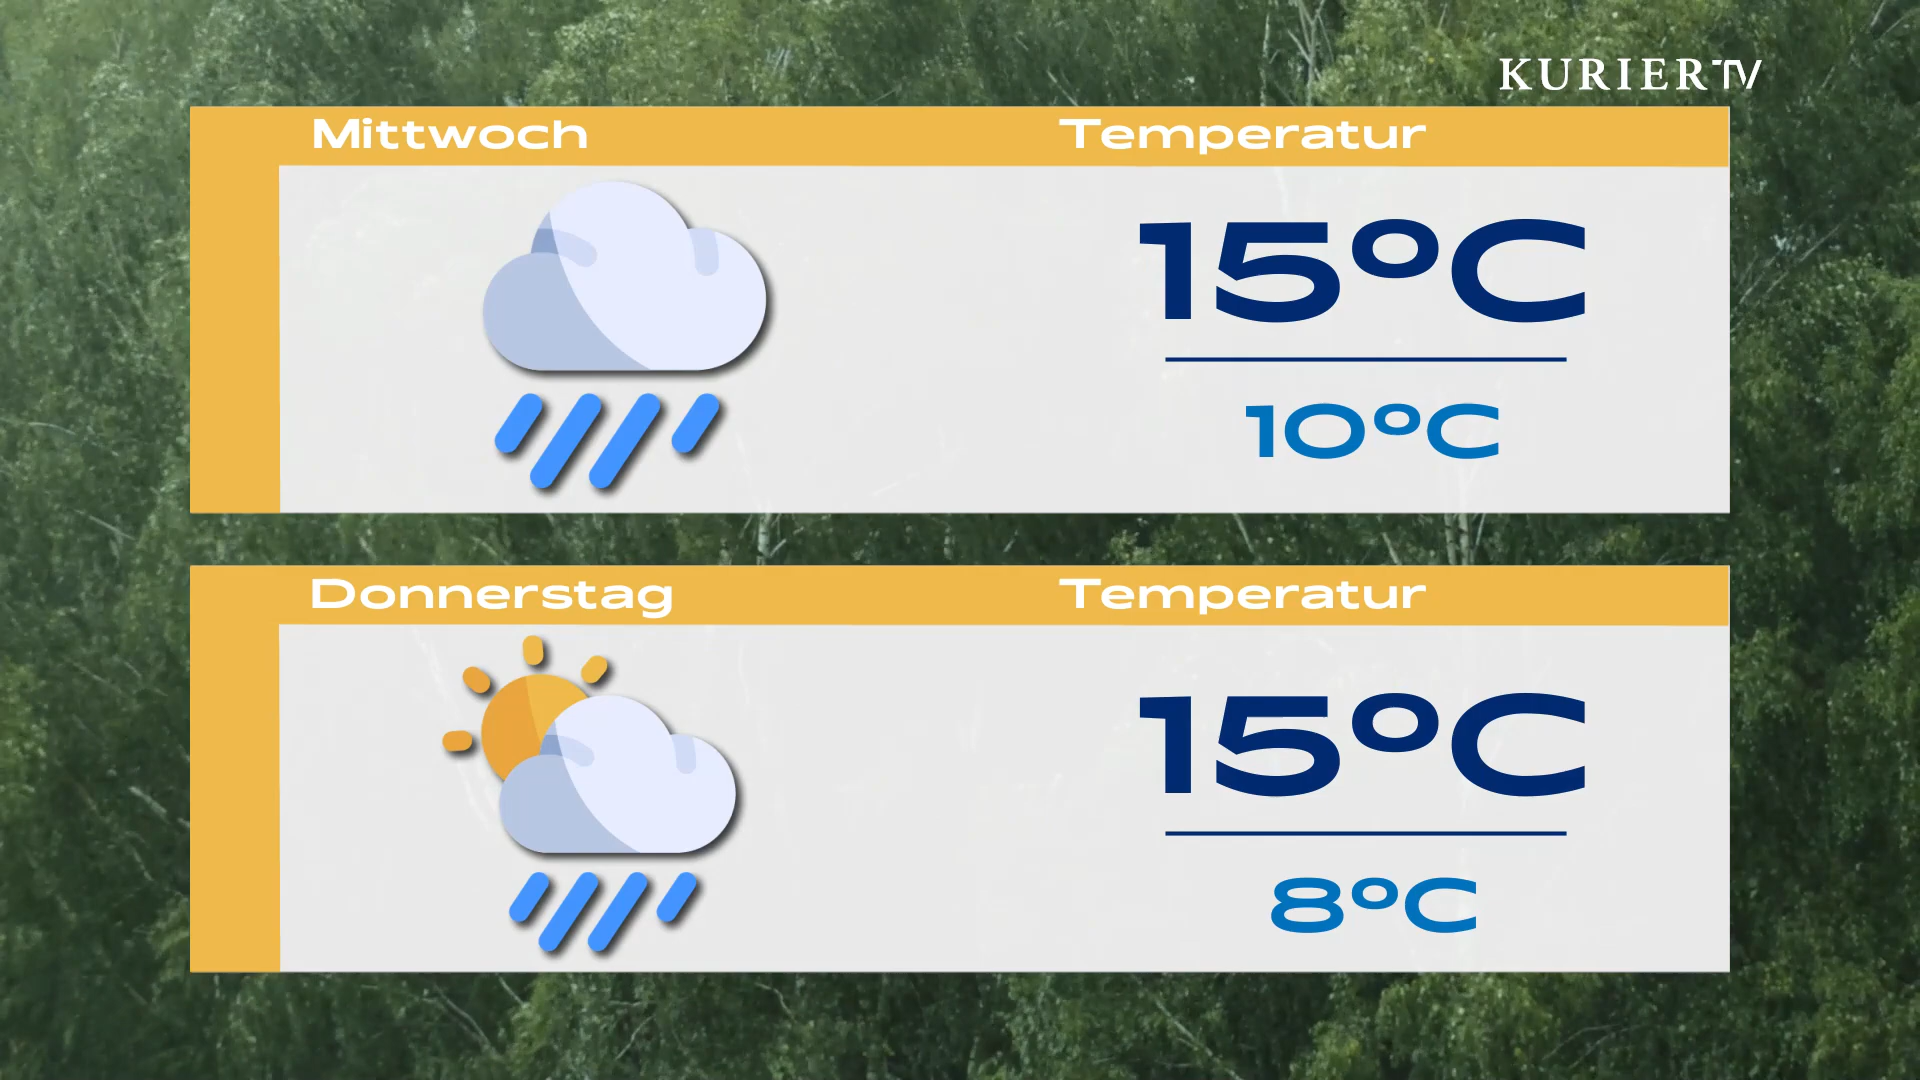 KURIER TV
Mittwoch Temperatur
15°C
10°C
Donnerstag Temperatur
15°C
8°C